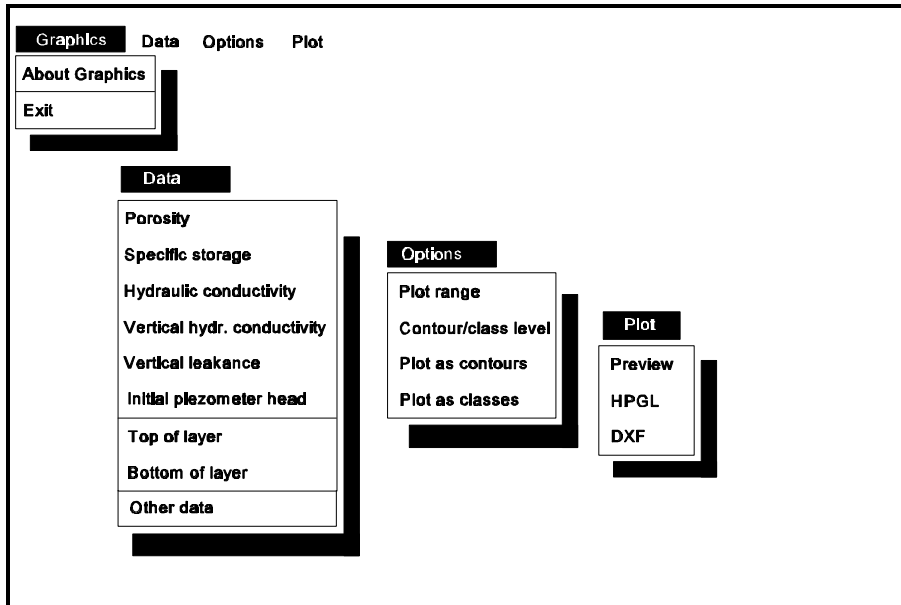 Graphics Data Options Plot
About Graphics
Exit
Data
Porosity
Specific storage
Hydraulic conductivity
Vertical hydr. conductivity
Vertical leakance
Initial piezometer head
Top of layer
Bottom of layer
Other data
Options
Plot range
Contour/class level
Plot as contours
Plot as classes
Plot
Preview
HPGL
DXF